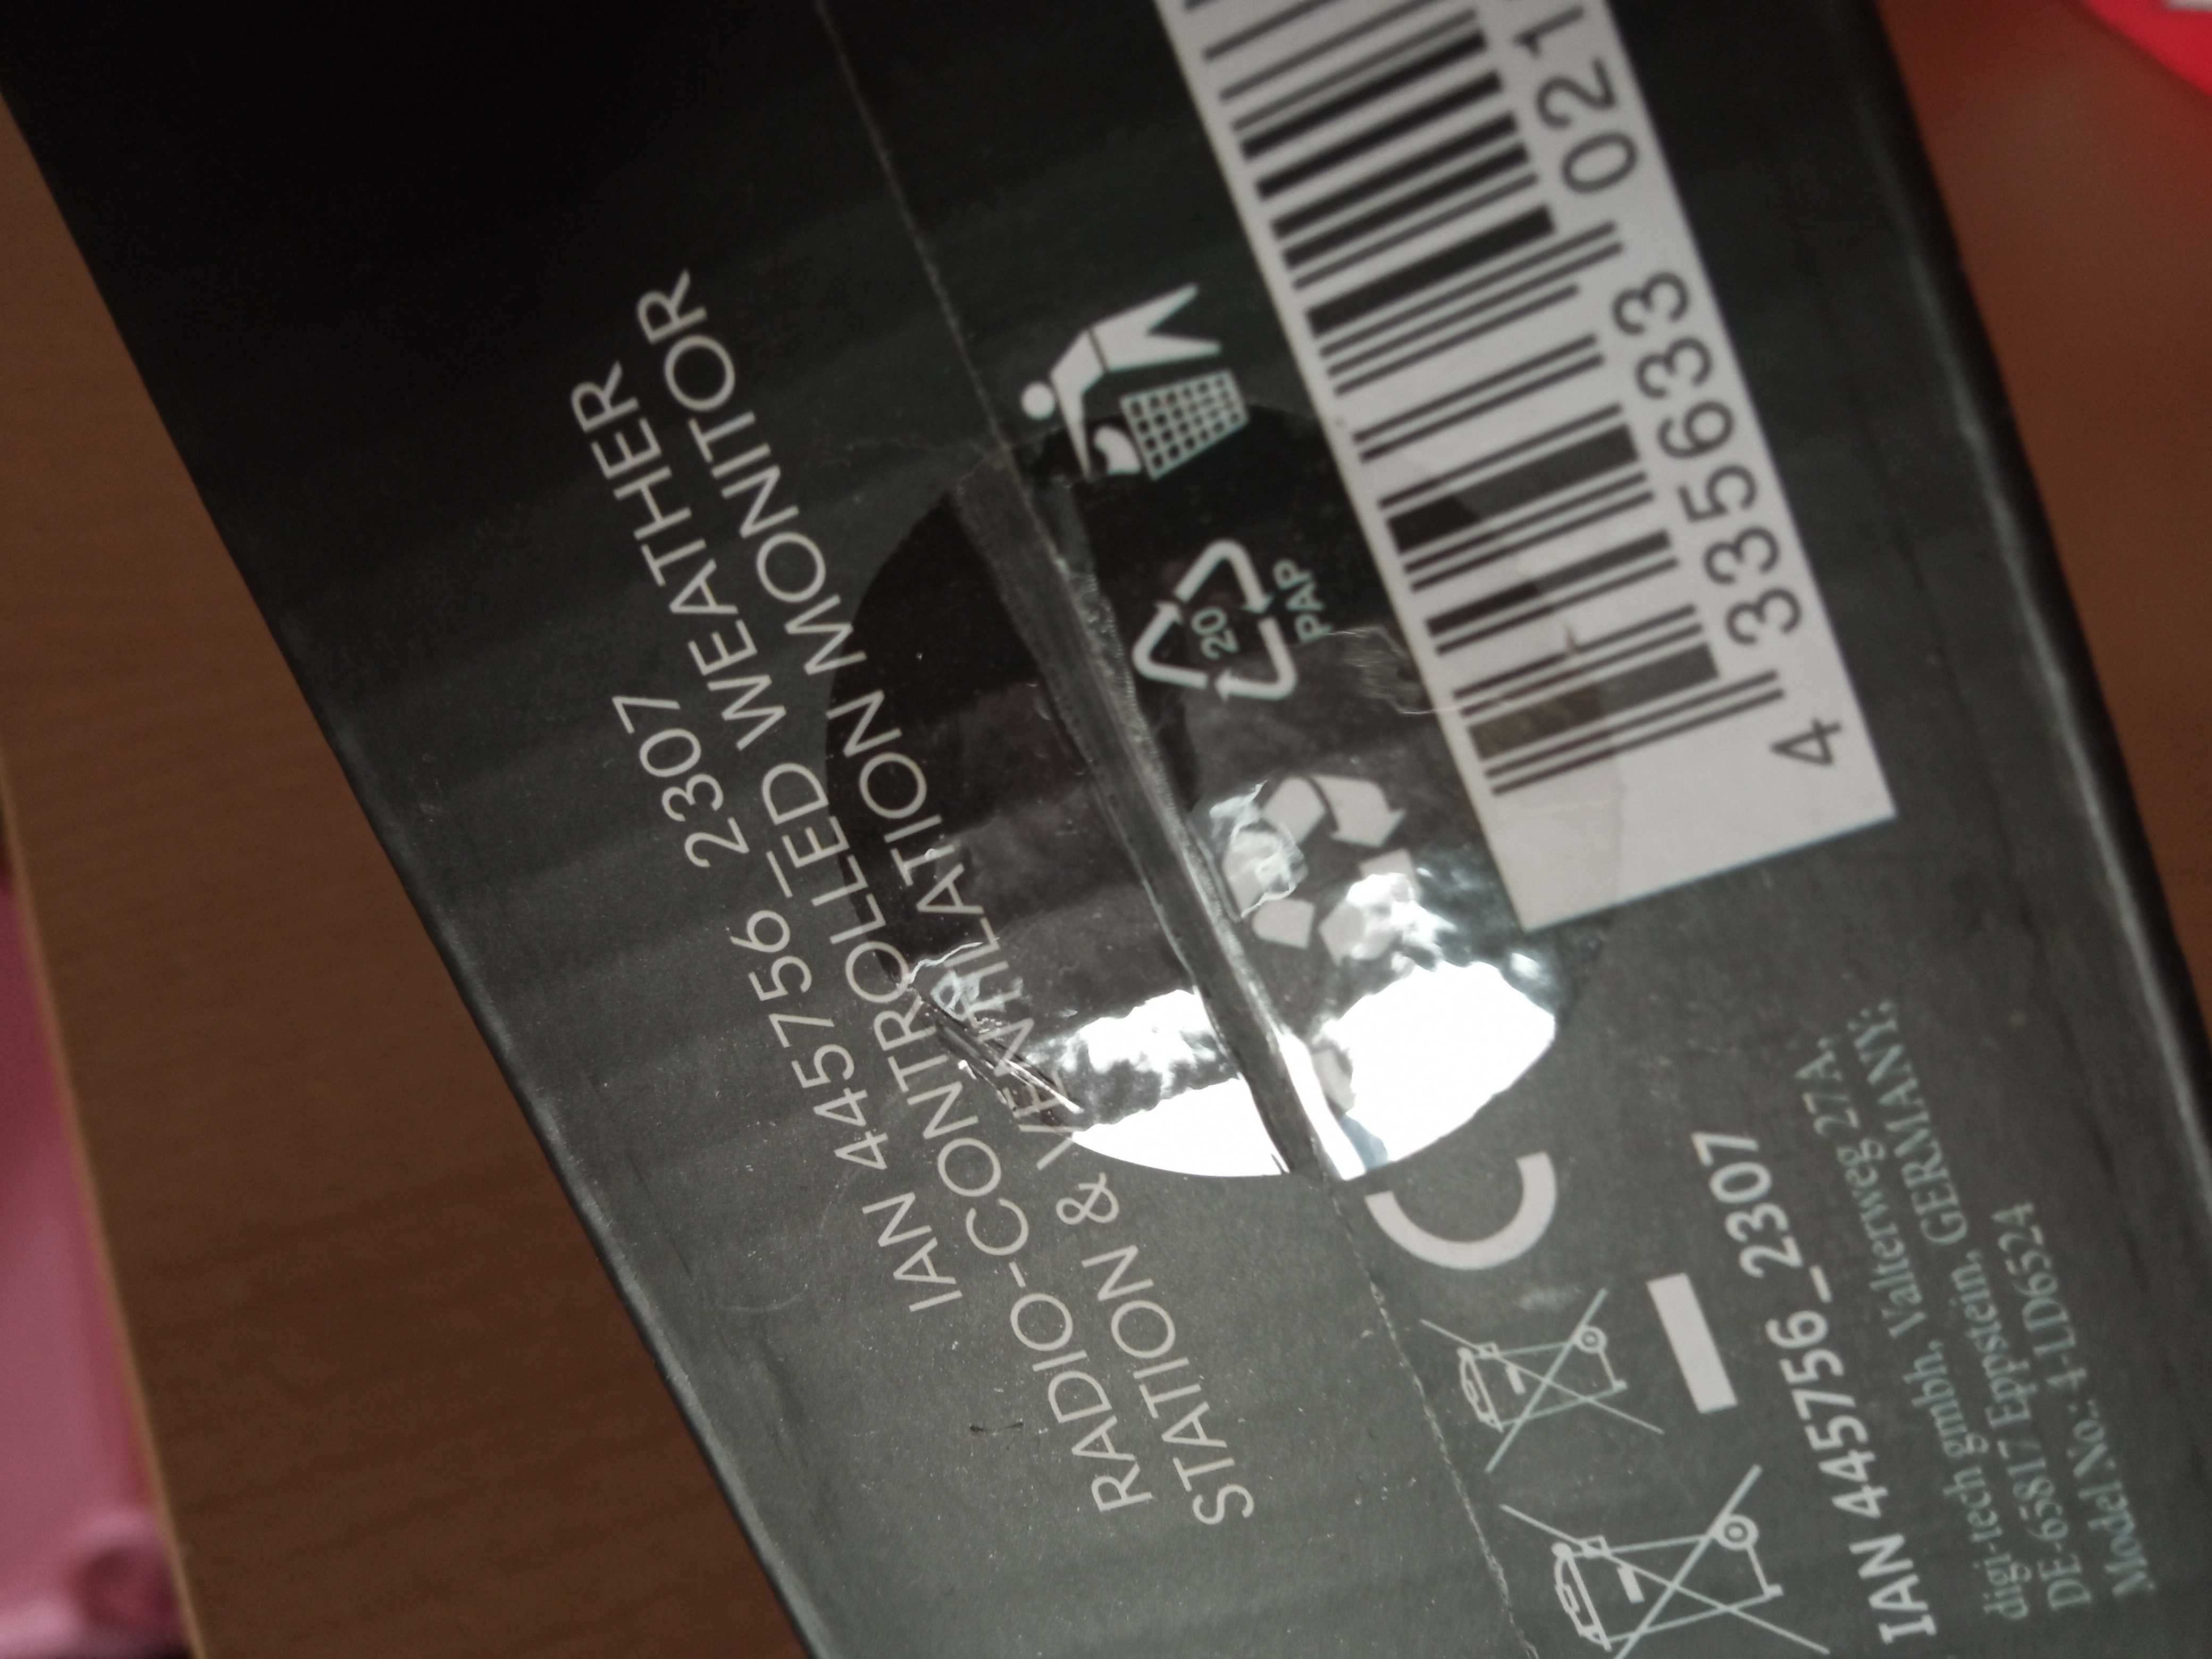 IAN 445756_2307
RADIO-CONTROLLED LED WEATHER
STATION & VENTILATION MONITOR
20
PAP
4 335633 021
IAN 445756_2307
digi-tech gmbh, Valterweg 27A,
DE-65817 Eppstein, GERMANY:
Model No.: 4-LD6524